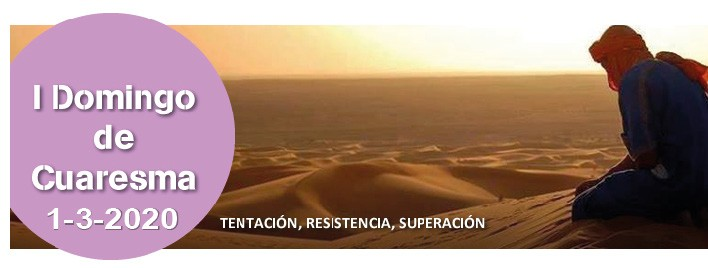 I Domingo
de
Cuaresma
1-3-2020
TENTACIÓN, RESISTENCIA, SUPERACIÓN